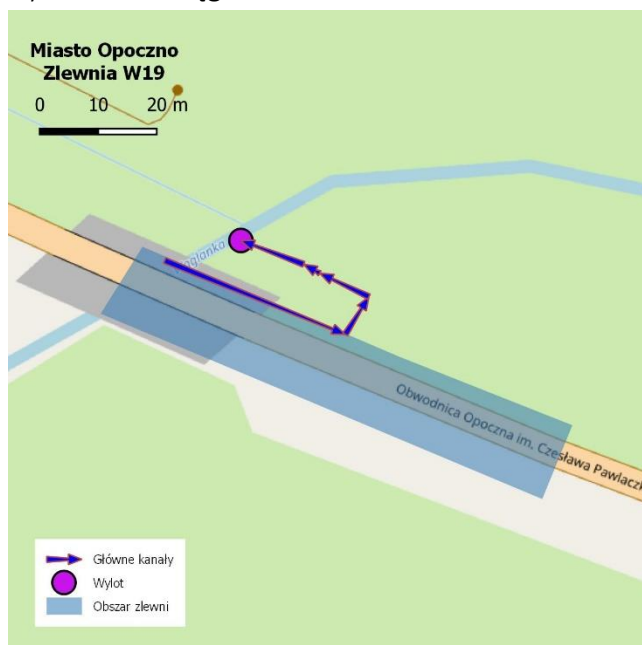 Miasto Opoczno
Zlewnia W19
0 10 20 m
Obwodnica Opoczna im. Czesława Pawlacz
Główne kanały
Wylot
Obszar zlewni